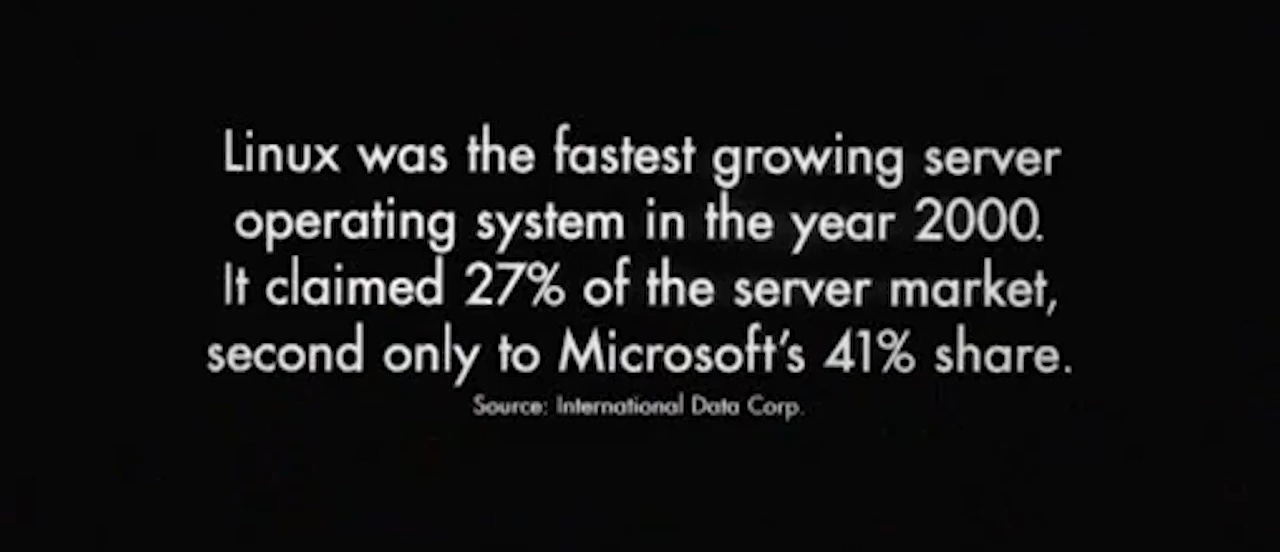 Linux was the fastest growing server
operating system in the year 2000.
It claimed 27% of the server market,
second only to Microsoft's 41% share.
Source: International Data Corp.